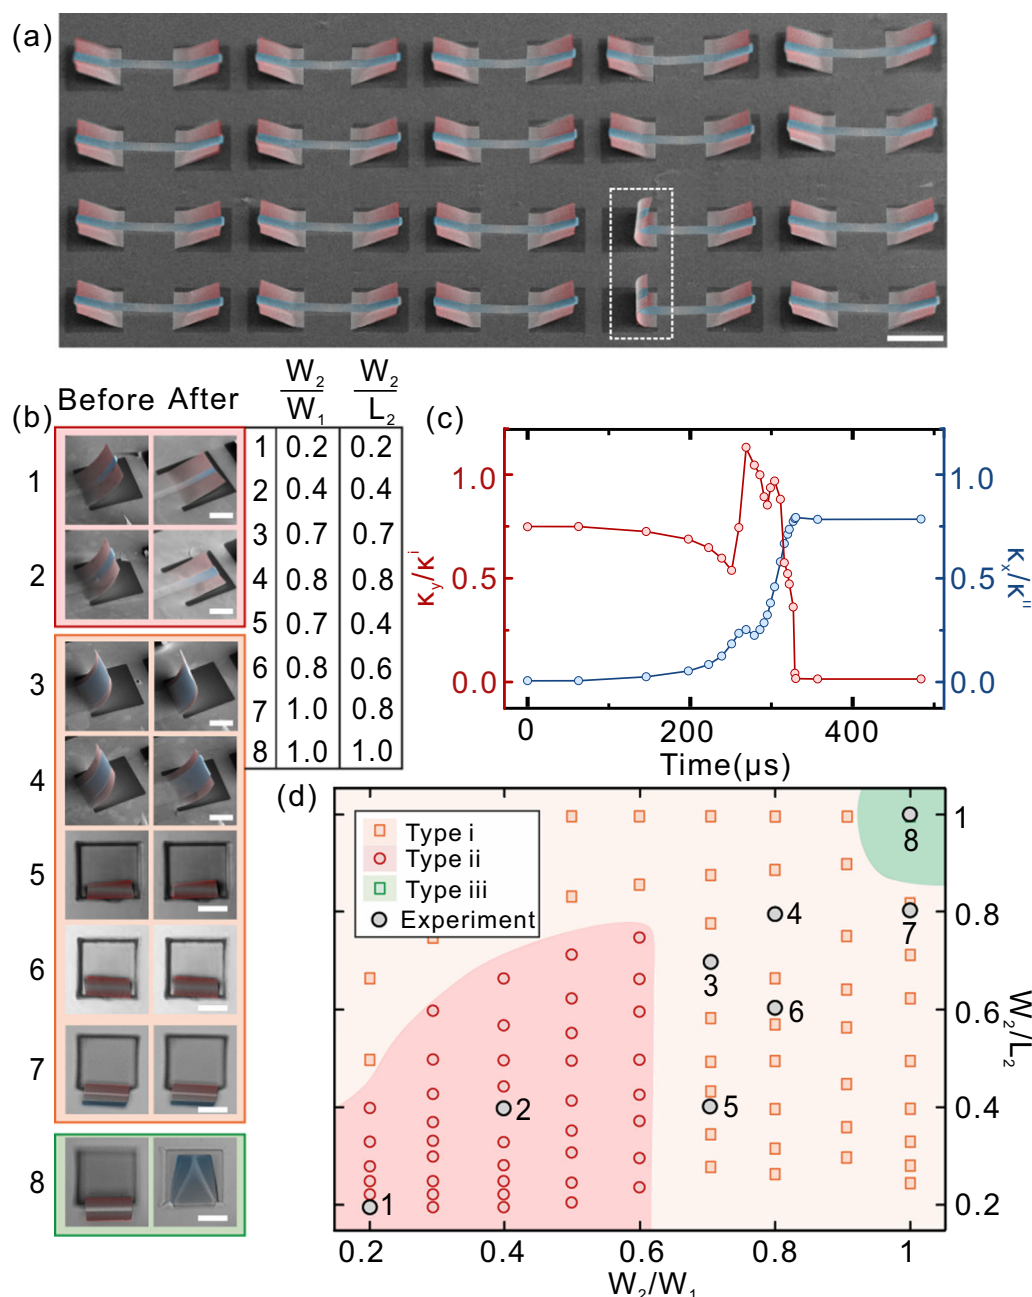 (a)
(b)
Before After
W2/W1 W2/L2
1 0.2 0.2
2 0.4 0.4
3 0.7 0.7
4 0.8 0.8
5 0.7 0.4
6 0.8 0.6
7 1.0 0.8
8 1.0 1.0
1
2
3
4
5
6
7
8
(c)
κy/κⁱ
1.0
0.5
0.0
κx/κⁱⁱ
1.0
0.5
0.0
0 200 400
Time(μs)
(d)
Type i
Type ii
Type iii
Experiment
8
4
7
3
6
2
5
1
1
0.8
0.6
0.4
0.2
W2/L2
0.2 0.4 0.6 0.8 1
W2/W1